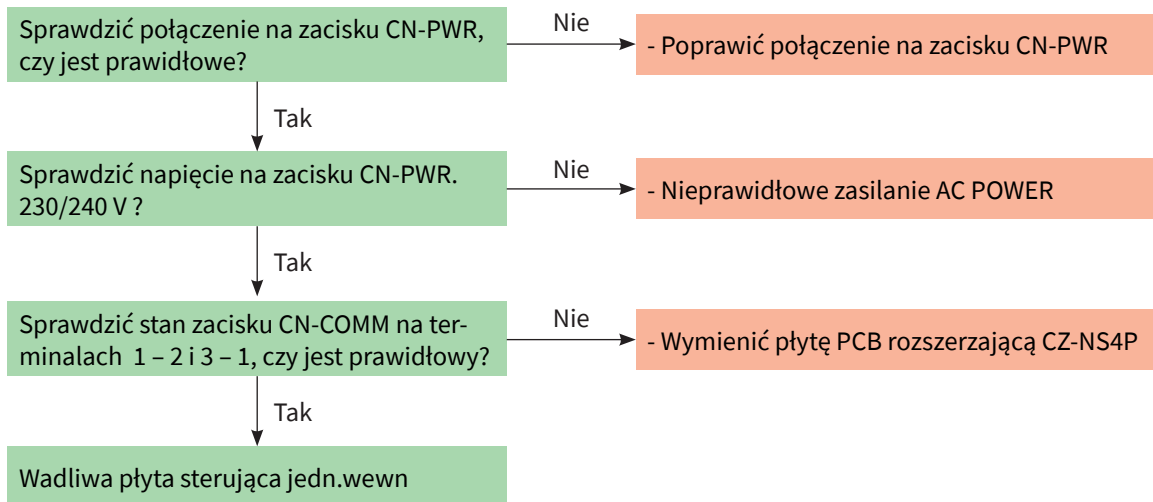 Sprawdzić połączenie na zacisku CN-PWR,
czy jest prawidłowe?
Nie
- Poprawić połączenie na zacisku CN-PWR
Tak
Sprawdzić napięcie na zacisku CN-PWR.
230/240 V ?
Nie
- Nieprawidłowe zasilanie AC POWER
Tak
Sprawdzić stan zacisku CN-COMM na ter-
minalach 1 – 2 i 3 – 1, czy jest prawidłowy?
Nie
- Wymienić płytę PCB rozszerzającą CZ-NS4P
Tak
Wadliwa płyta sterująca jedn.wewn